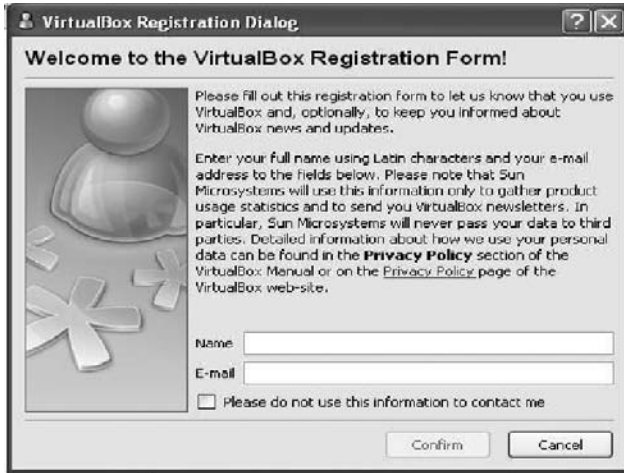 VirtualBox Registration Dialog
Welcome to the VirtualBox Registration Form!
Please fill out this registration form to let us know that you use
VirtualBox and, optionally, to keep you informed about
VirtualBox news and updates.
Enter your full name using Latin characters and your e-mail
address to the fields below. Please note that Sun
Microsystems will use this information only to gather product
usage statistics and to send you VirtualBox newsletters. In
particular, Sun Microsystems will never pass your data to third
parties. Detailed information about how we use your personal
data can be found in the Privacy Policy section of the
VirtualBox Manual or on the Privacy Policy page of the
VirtualBox web-site.
Name
E-mail
Please do not use this information to contact me
Confirm
Cancel